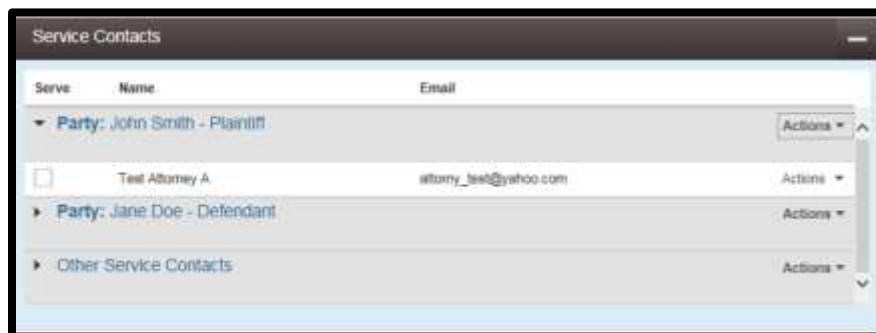 Service Contacts
Serve Name Email
Party: John Smith - Plaintiff Actions
Test Attorney A attorny_test@yahoo.com Actions
Party: Jane Doe - Defendant Actions
Other Service Contacts Actions